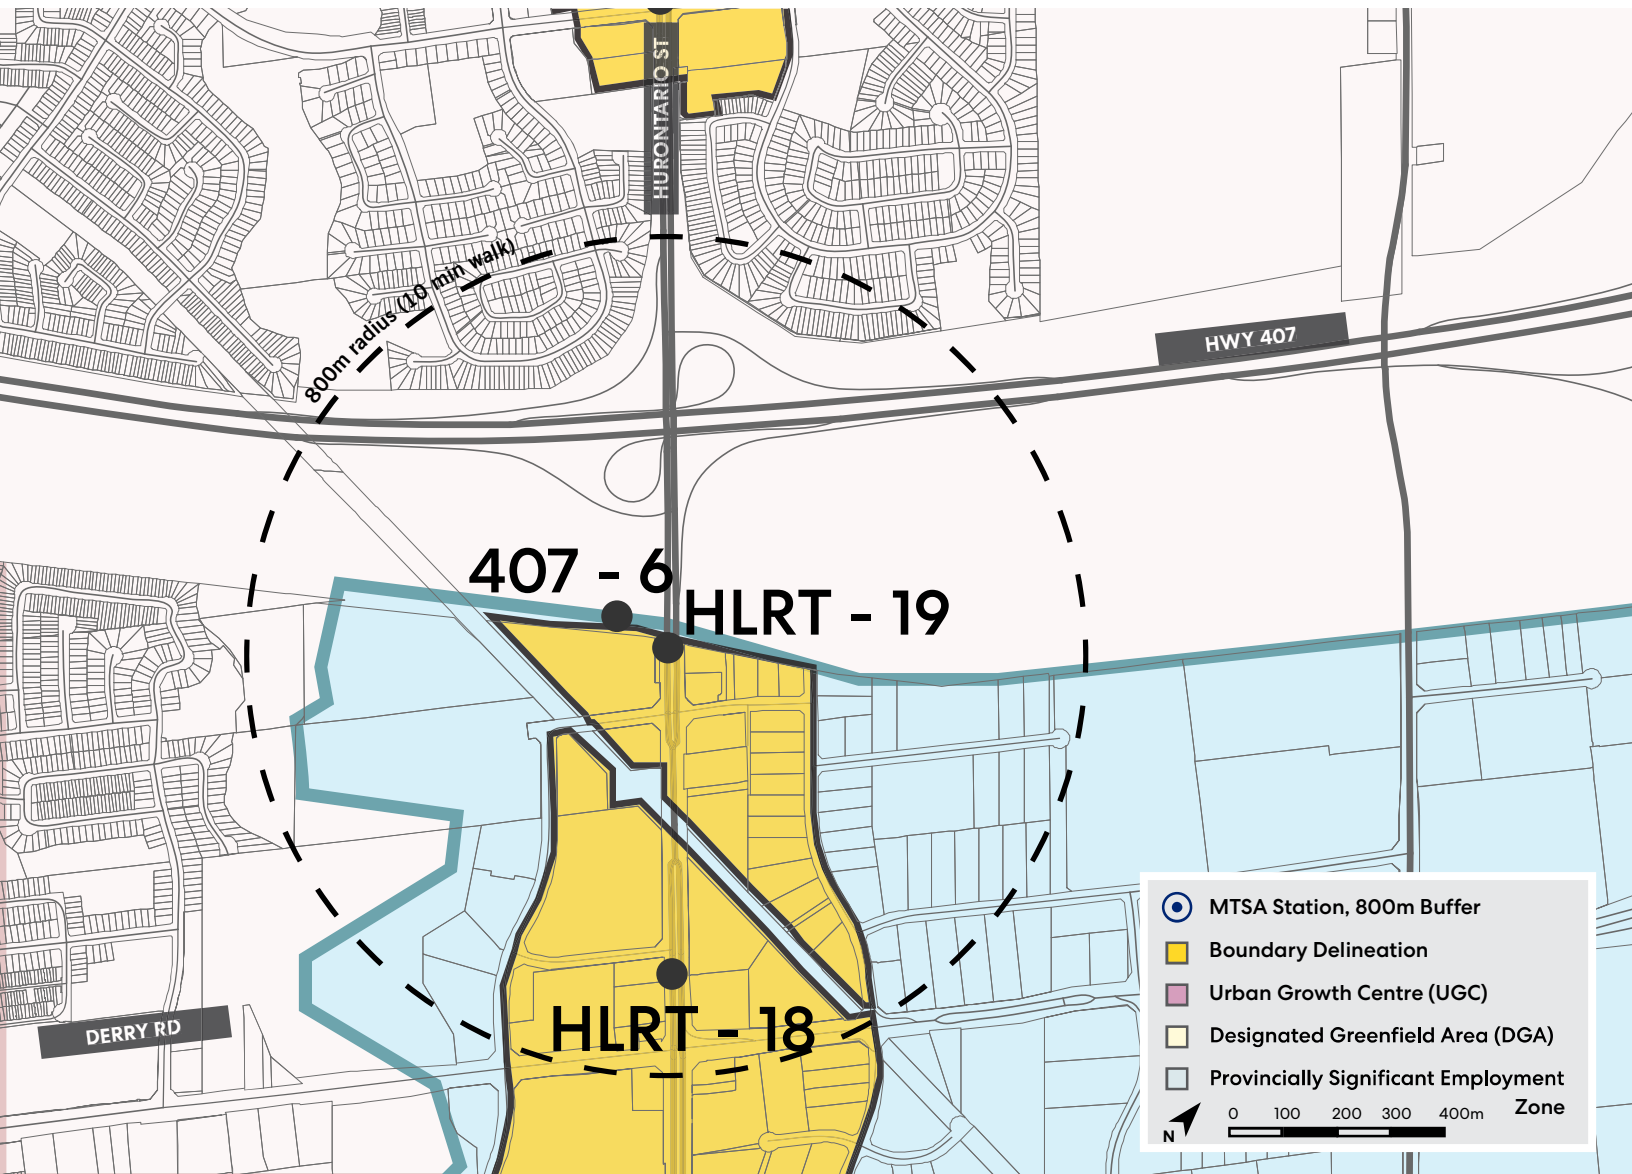 HURONTARIO ST
800m radius (10 min walk)
HWY 407
407 - 6
HLRT - 19
HLRT - 18
DERRY RD
MTSA Station, 800m Buffer
Boundary Delineation
Urban Growth Centre (UGC)
Designated Greenfield Area (DGA)
Provincially Significant Employment
Zone
N
0 100 200 300 400m